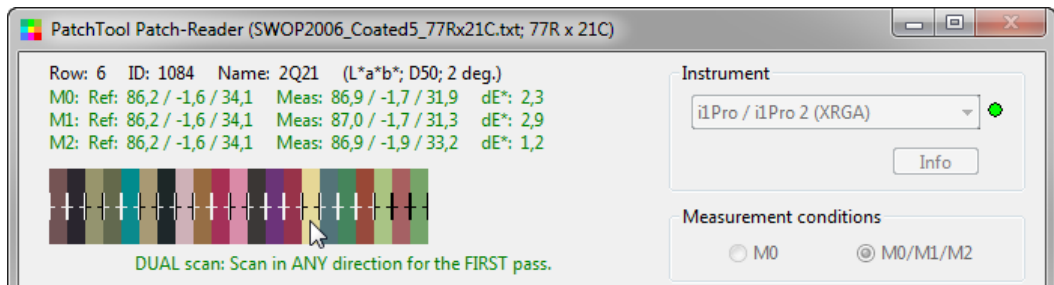 PatchTool Patch-Reader (SWOP2006_Coated5_77Rx21C.txt; 77R x 21C)
Row: 6 ID: 1084 Name: 2Q21 (L*a*b*; D50; 2 deg.)
M0: Ref: 86,2 / -1,6 / 34,1 Meas: 86,9 / -1,7 / 31,9 dE*: 2,3
M1: Ref: 86,2 / -1,6 / 34,1 Meas: 87,0 / -1,7 / 31,3 dE*: 2,9
M2: Ref: 86,2 / -1,6 / 34,1 Meas: 86,9 / -1,9 / 33,2 dE*: 1,2
DUAL scan: Scan in ANY direction for the FIRST pass.
Instrument
i1Pro / i1Pro 2 (XRGA)
Info
Measurement conditions
M0 M0/M1/M2